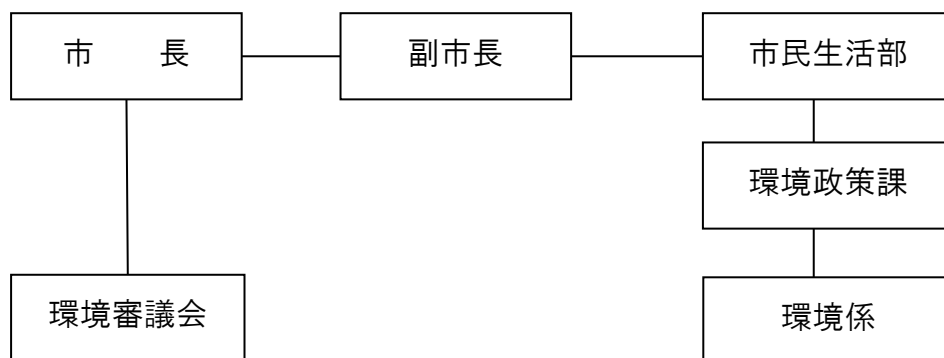 市　　長
副市長
市民生活部
環境政策課
環境審議会
環境係